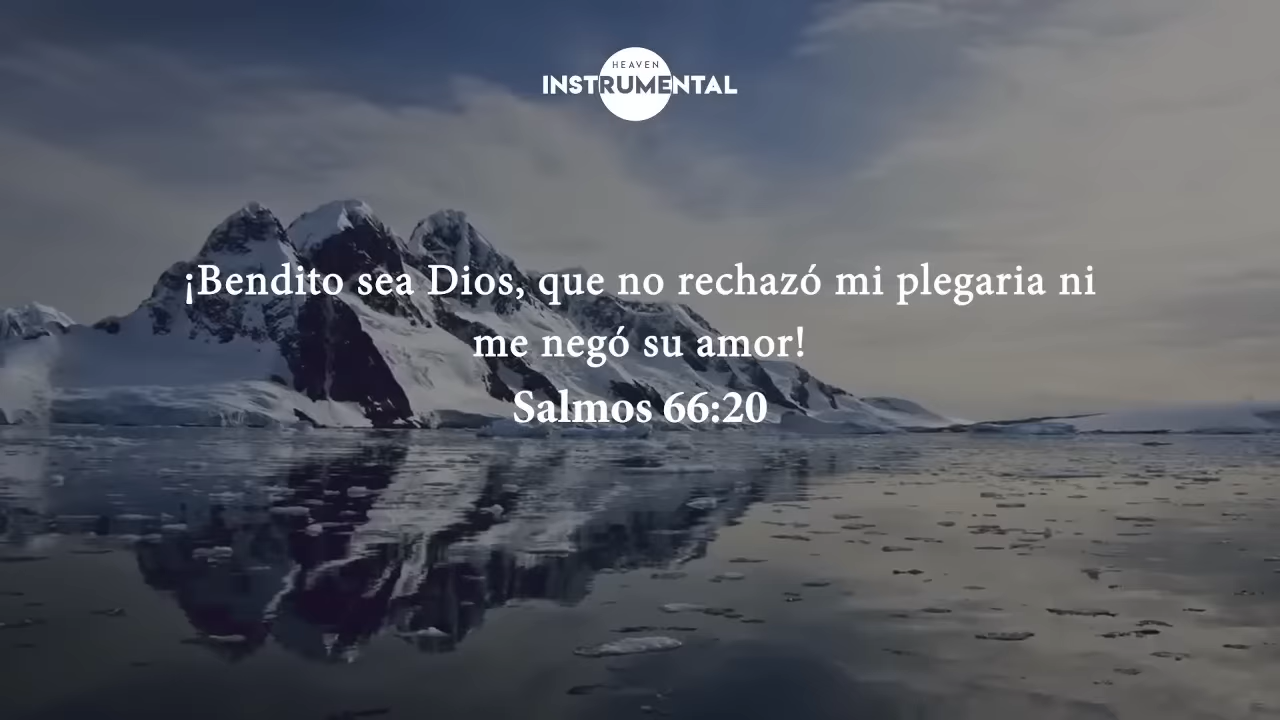 HEAVEN
INSTRUMENTAL
¡Bendito sea Dios, que no rechazó mi plegaria ni
me negó su amor!
Salmos 66:20